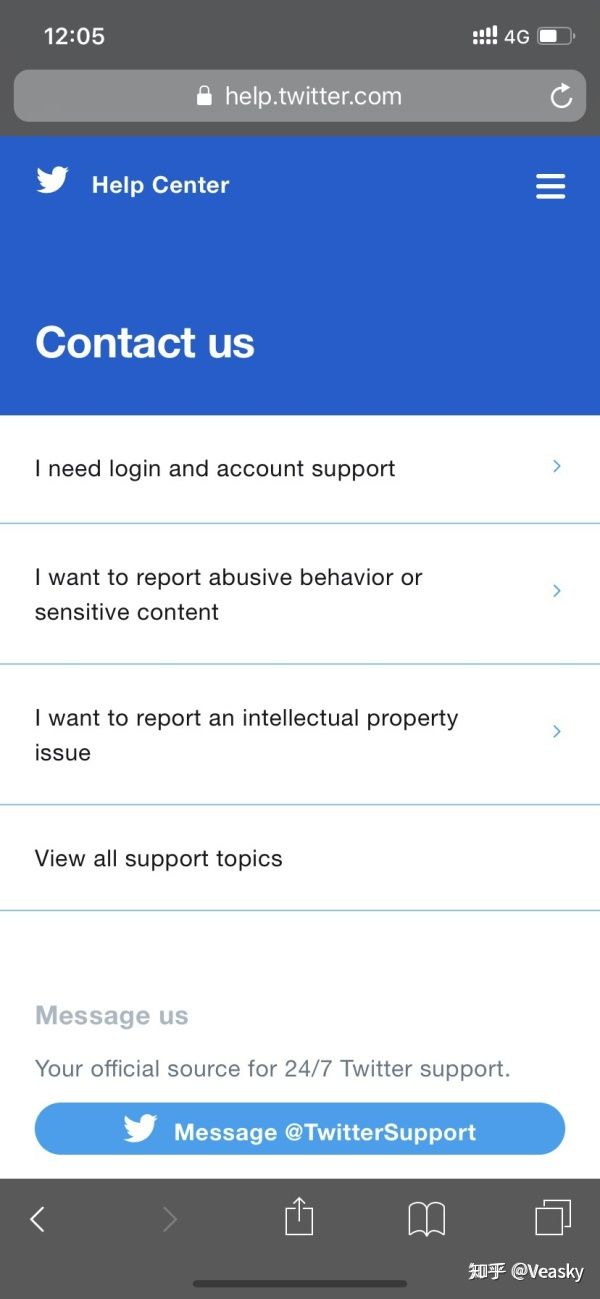 12:05
4G
help.twitter.com
Help Center
Contact us
I need login and account support
I want to report abusive behavior or
sensitive content
I want to report an intellectual property
issue
View all support topics
Message us
Your official source for 24/7 Twitter support.
Message @TwitterSupport
知乎 @Veasky